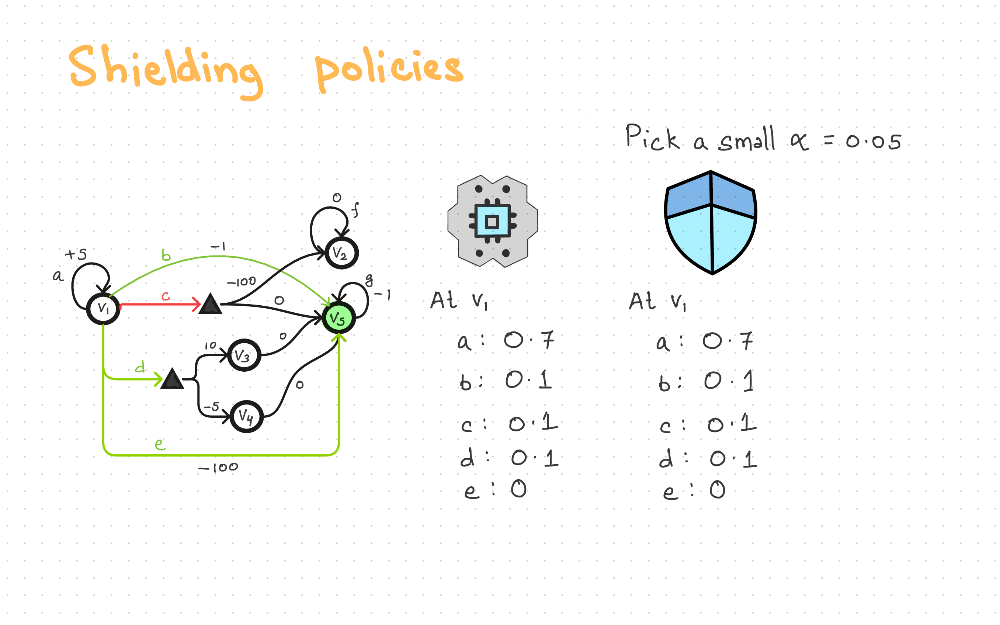 Shielding policies
Pick a small α = 0.05
0
f
V2
+5
a
b
-1
-100
g
-1
c
0
V1
V5
10
V3
0
d
0
-5
V4
e
-100
At V1
a: 0.7
b: 0.1
c: 0.1
d: 0.1
e: 0
At V1
a: 0.7
b: 0.1
c: 0.1
d: 0.1
e: 0